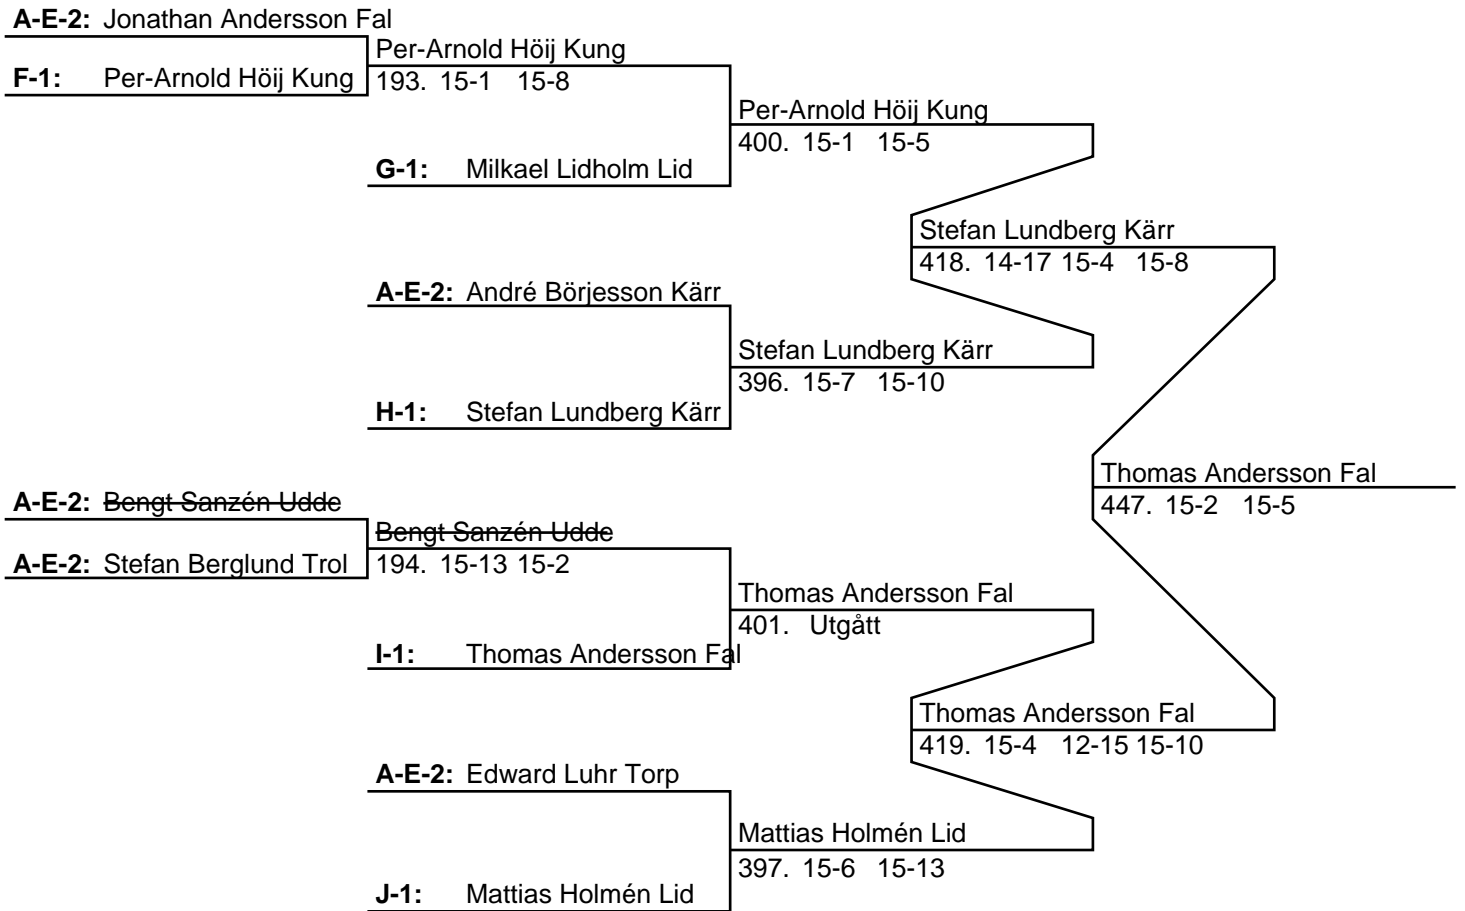 A-E-2: Jonathan Andersson Fal
Per-Arnold Höij Kung
F-1: Per-Arnold Höij Kung
193. 15-1 15-8
Per-Arnold Höij Kung
400. 15-1 15-5
G-1: Milkael Lidholm Lid
Stefan Lundberg Kärr
418. 14-17 15-4 15-8
A-E-2: André Börjesson Kärr
Stefan Lundberg Kärr
396. 15-7 15-10
H-1: Stefan Lundberg Kärr
Thomas Andersson Fal
447. 15-2 15-5
A-E-2: Bengt Sanzén Udde
Bengt Sanzén Udde
A-E-2: Stefan Berglund Trol
194. 15-13 15-2
Thomas Andersson Fal
401. Utgått
I-1: Thomas Andersson Fal
Thomas Andersson Fal
419. 15-4 12-15 15-10
A-E-2: Edward Luhr Torp
Mattias Holmén Lid
397. 15-6 15-13
J-1: Mattias Holmén Lid